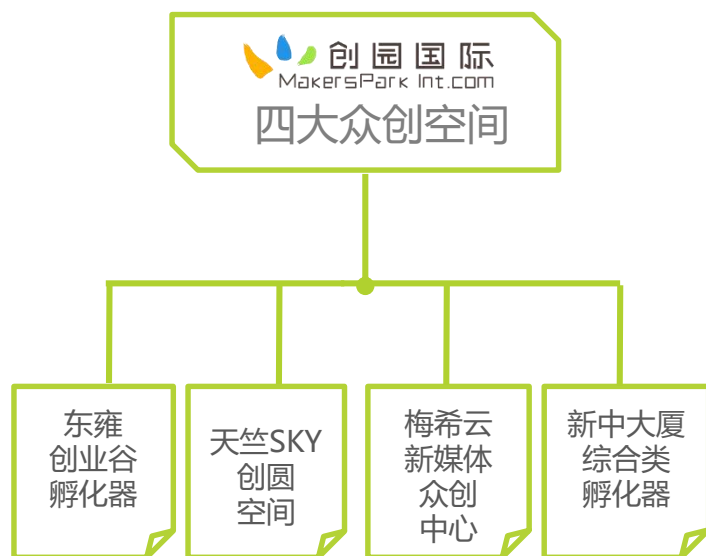 创园国际
MakersPark Int.com
四大众创空间
东雍
创业谷
孵化器
天竺SKY
创圆
空间
梅希云
新媒体
众创
中心
新中大厦
综合类
孵化器